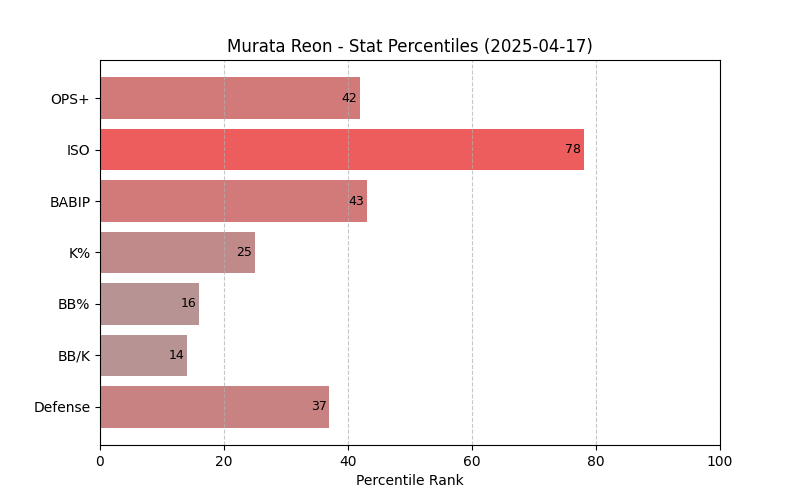 Murata Reon - Stat Percentiles (2025-04-17)
OPS+ 42
ISO 78
BABIP 43
K% 25
BB% 16
BB/K 14
Defense 37
0 20 40 60 80 100
Percentile Rank